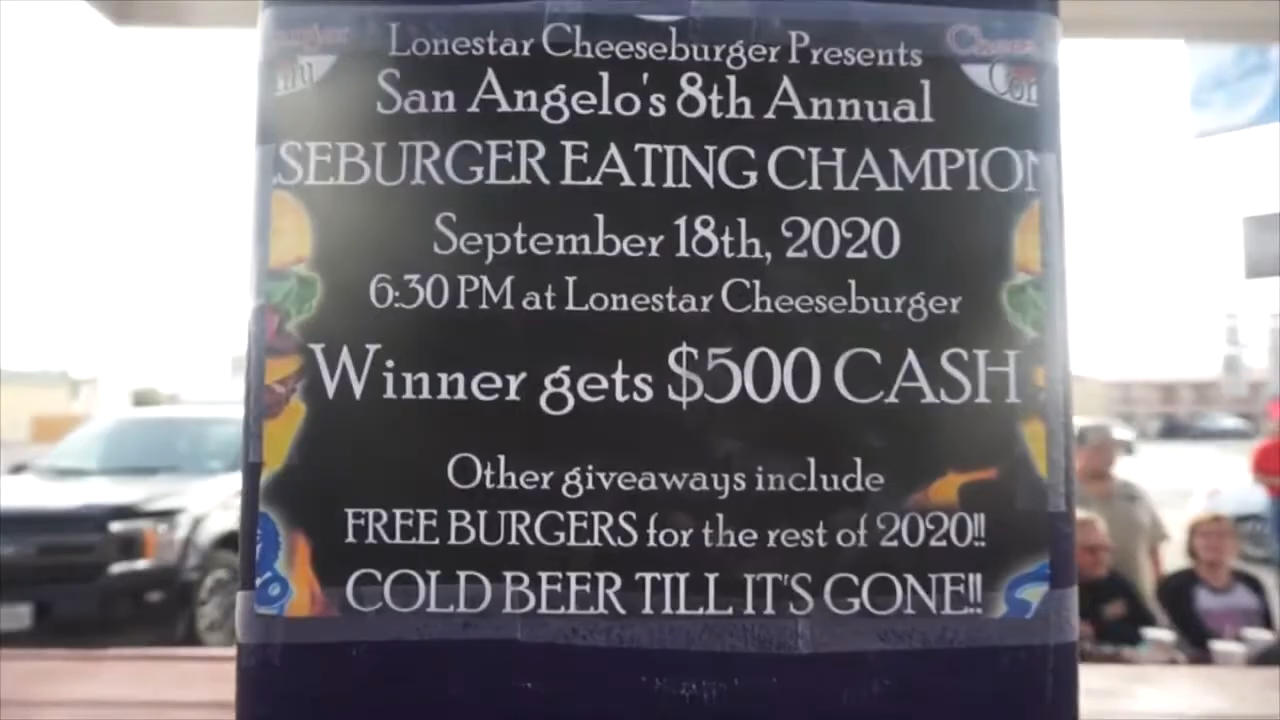 Lonestar Cheeseburger Presents
San Angelo's 8th Annual
SEBURGER EATING CHAMPION
September 18th, 2020
6:30 PM at Lonestar Cheeseburger
Winner gets $500 CASH
Other giveaways include
FREE BURGERS for the rest of 2020!!
COLD BEER TILL IT'S GONE!!